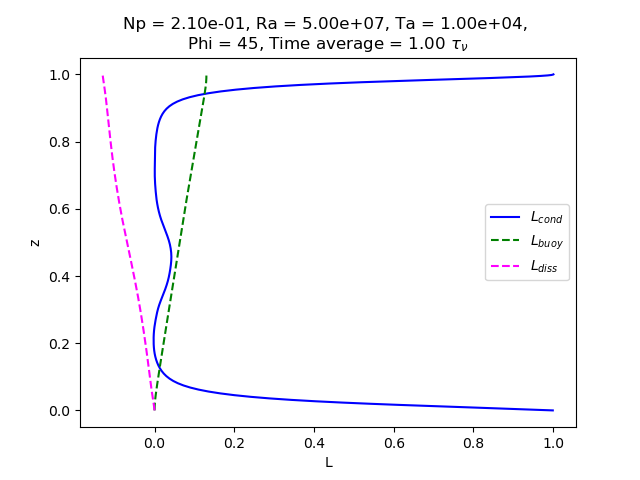 Np = 2.10e-01, Ra = 5.00e+07, Ta = 1.00e+04,
Phi = 45, Time average = 1.00 τν
1.0
0.8
0.6
0.4
0.2
0.0
z
Lcond
Lbuoy
Ldiss
0.0 0.2 0.4 0.6 0.8 1.0
L